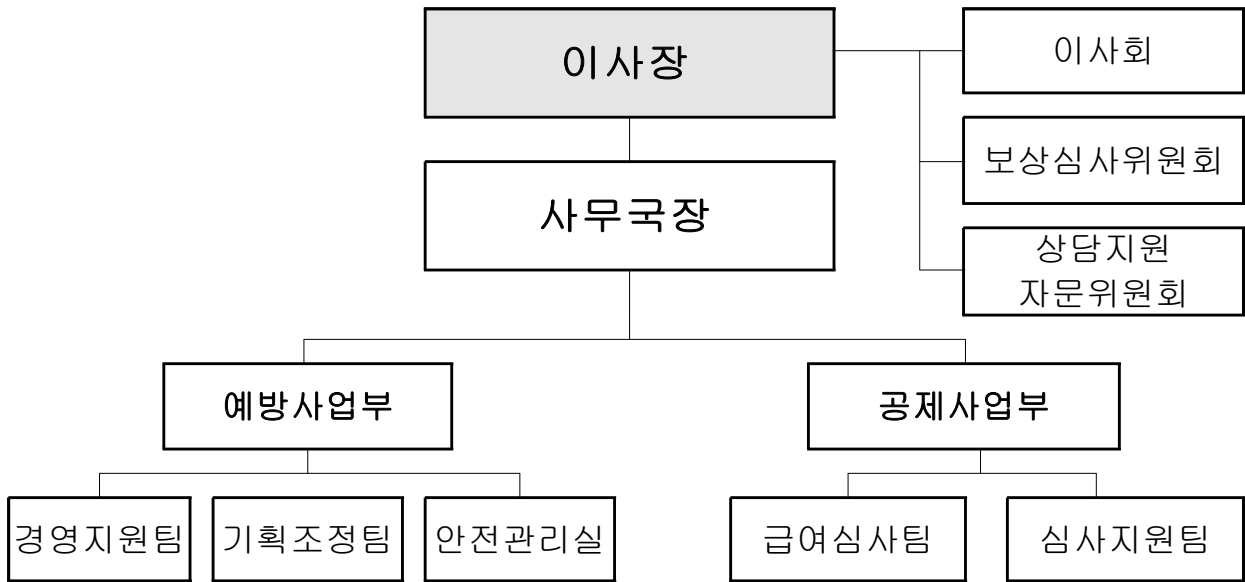 이사장
이사회
보상심사위원회
사무국장
상담지원
자문위원회
예방사업부
공제사업부
경영지원팀
기획조정팀
안전관리실
급여심사팀
심사지원팀